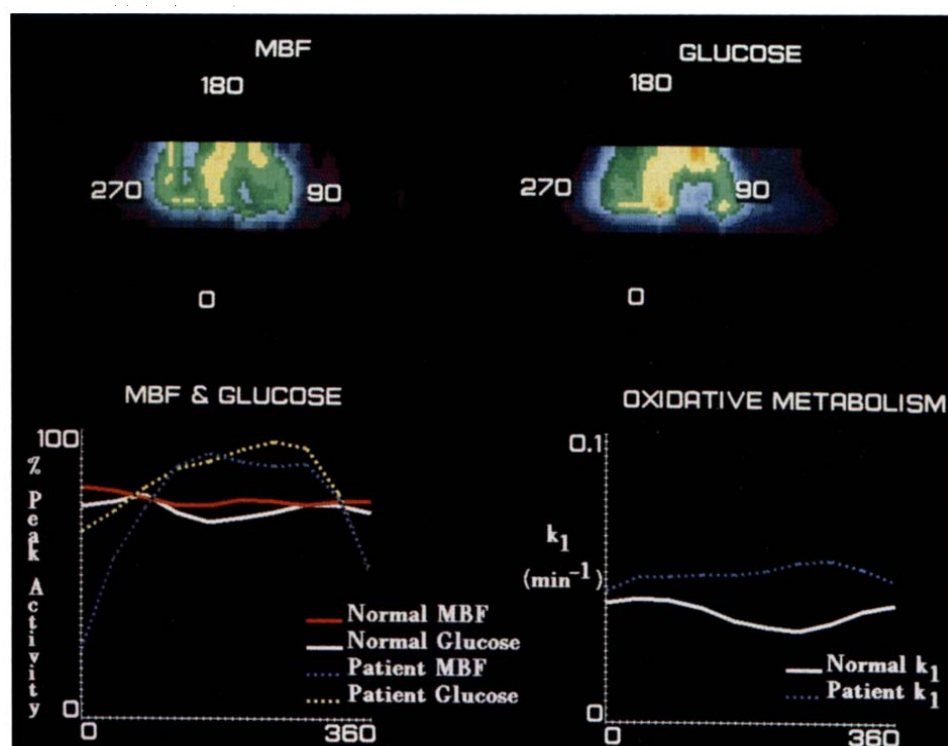 MBF
180
270
90
0
GLUCOSE
180
270
90
0
MBF & GLUCOSE
100
% Peak Activity
0
0
360
Normal MBF
Normal Glucose
Patient MBF
Patient Glucose
OXIDATIVE METABOLISM
0.1
k1
(min-1)
0
0
360
Normal k1
Patient k1